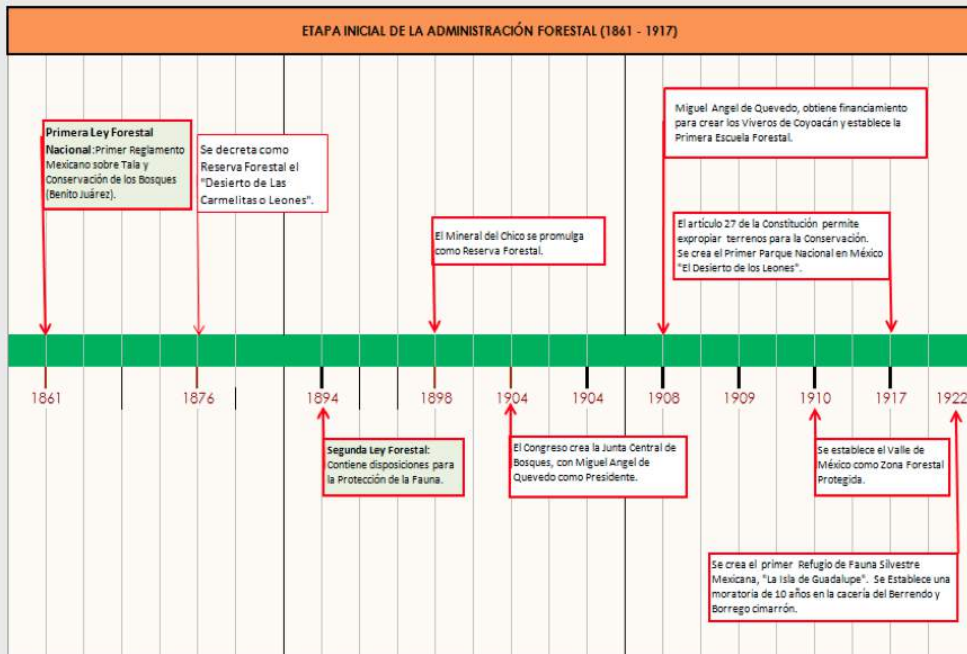 ETAPA INICIAL DE LA ADMINISTRACIÓN FORESTAL (1861 - 1917)
Primera Ley Forestal
Nacional:Primer Reglamento
Mexicano sobre Tala y
Conservación de los Bosques
(Benito Juárez).
Se decreta como
Reserva Forestal el
"Desierto de Las
Carmelitas o Leones".
El Mineral del Chico se promulga
como Reserva Forestal.
Miguel Angel de Quevedo, obtiene financiamiento
para crear los Viveros de Coyoacán y establece la
Primera Escuela Forestal.
El artículo 27 de la Constitución permite
expropiar terrenos para la Conservación.
Se crea el Primer Parque Nacional en México
"El Desierto de los Leones".
1861
1876
1894
1898
1904
1904
1908
1909
1910
1917
1922
Segunda Ley Forestal:
Contiene disposiciones para
la Protección de la Fauna.
El Congreso crea la Junta Central de
Bosques, con Miguel Angel de
Quevedo como Presidente.
Se establece el Valle de
México como Zona Forestal
Protegida.
Se crea el primer Refugio de Fauna Silvestre
Mexicana, "La Isla de Guadalupe". Se Establece una
moratoria de 10 años en la cacería del Berrendo y
Borrego cimarrón.